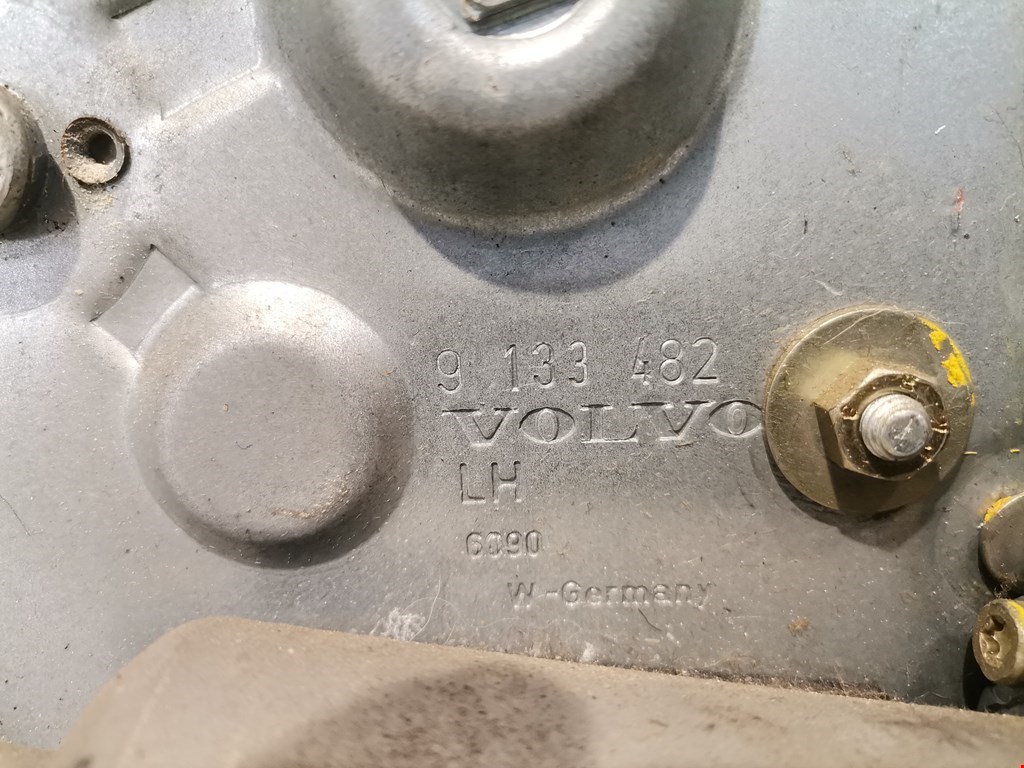 9 133 482
VOLVO
LH
6890
W-Germany